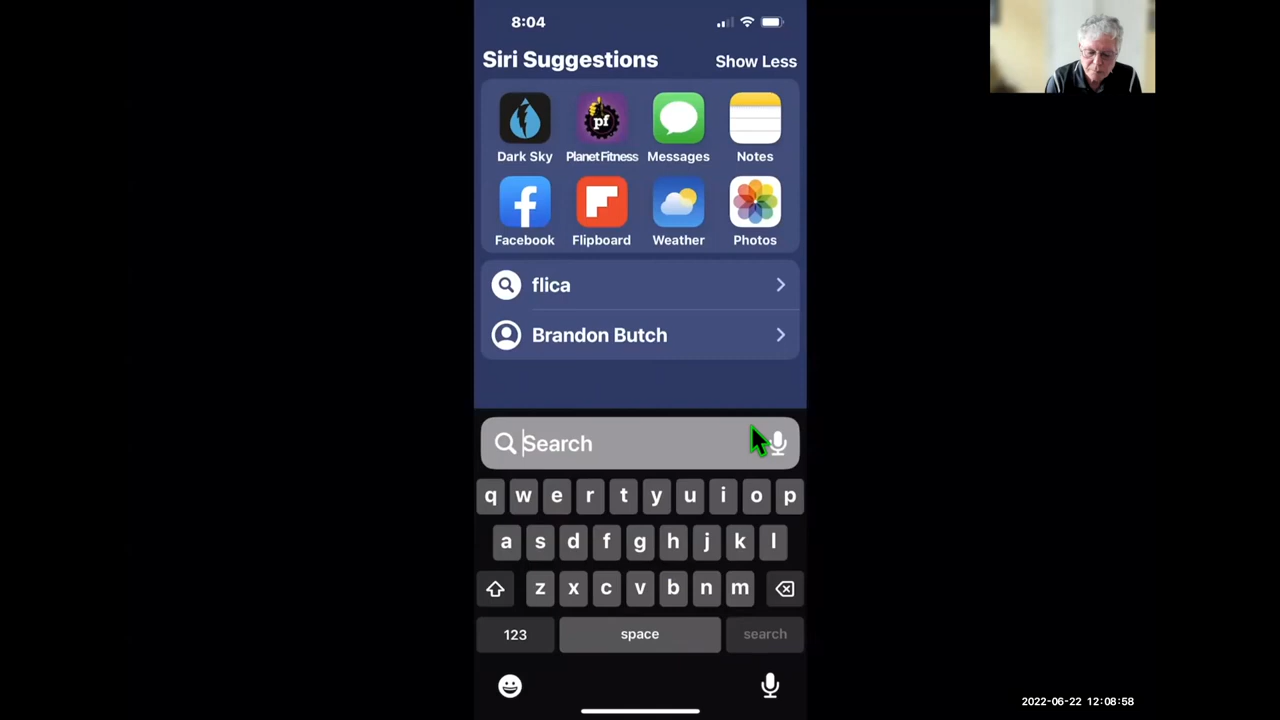 8:04
Siri Suggestions
Show Less
pf
Dark Sky
Planet Fitness
Messages
Notes
Facebook
Flipboard
Weather
Photos
flica
Brandon Butch
Search
q w e r t y u i o p
a s d f g h j k l
z x c v b n m
123
space
search
2022-06-22 12:08:58